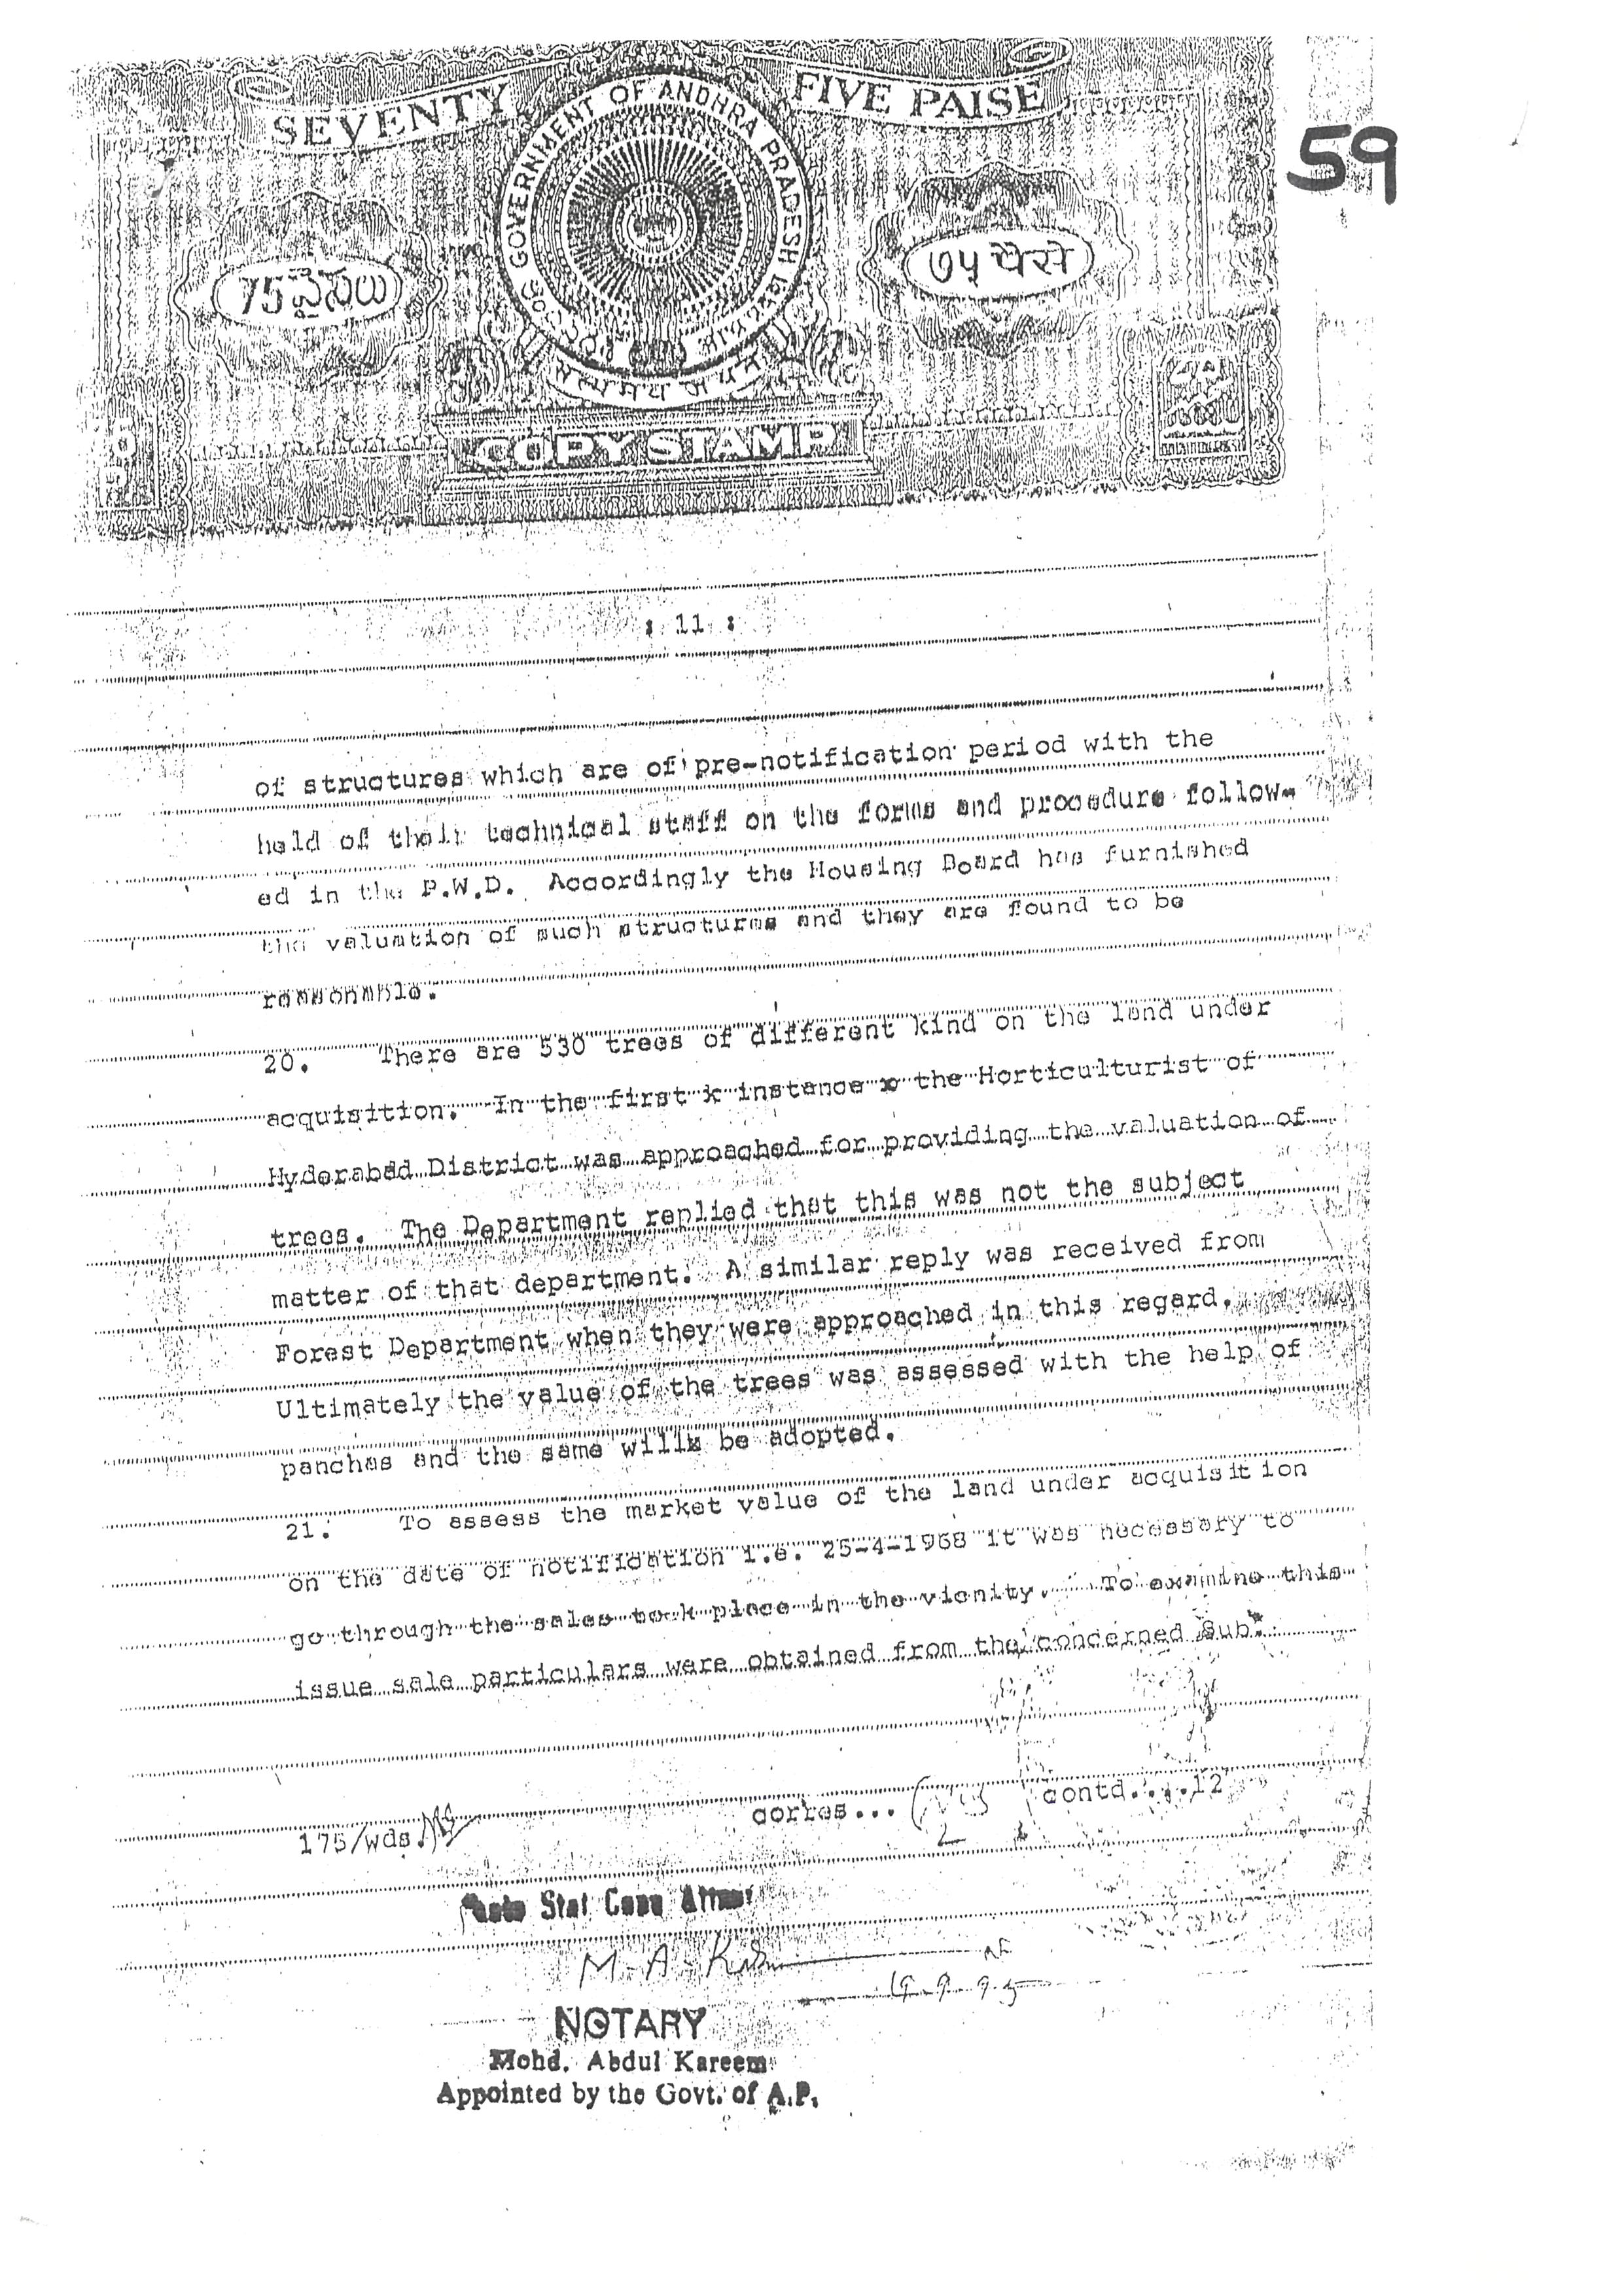 SEVENTY FIVE PAISE
59
GOVERNMENT OF ANDHRA PRADESH
75 పైసలు
७५ पैसे
सत्यमेव जयते
COPY STAMP
: 11 :
of structures which are of pre-notification period with the
held of their technical staff on the forms and procedure follow-
ed in the P.W.D. Accordingly the Housing Board has furnished
the valuation of such structures and they are found to be
reasonable.
20. There are 530 trees of different kind on the land under
acquisition. In the first x instance x the Horticulturist of
Hyderabad District was approached for providing the valuation of
trees. The Department replied that this was not the subject
matter of that department. A similar reply was received from
Forest Department when they were approached in this regard.
Ultimately the value of the trees was assessed with the help of
panchas and the same willx be adopted.
21. To assess the market value of the land under acquisition
on the date of notification i.e. 25-4-1968 it was necessary to
go through the sales took place in the vicnity. To examine this
issue sale particulars were obtained from the concerned Sub.
175/wds. corres... contd....12
Stat Copy
M. A. K
NOTARY
Mohd. Abdul Kareem
Appointed by the Govt. of A.P.